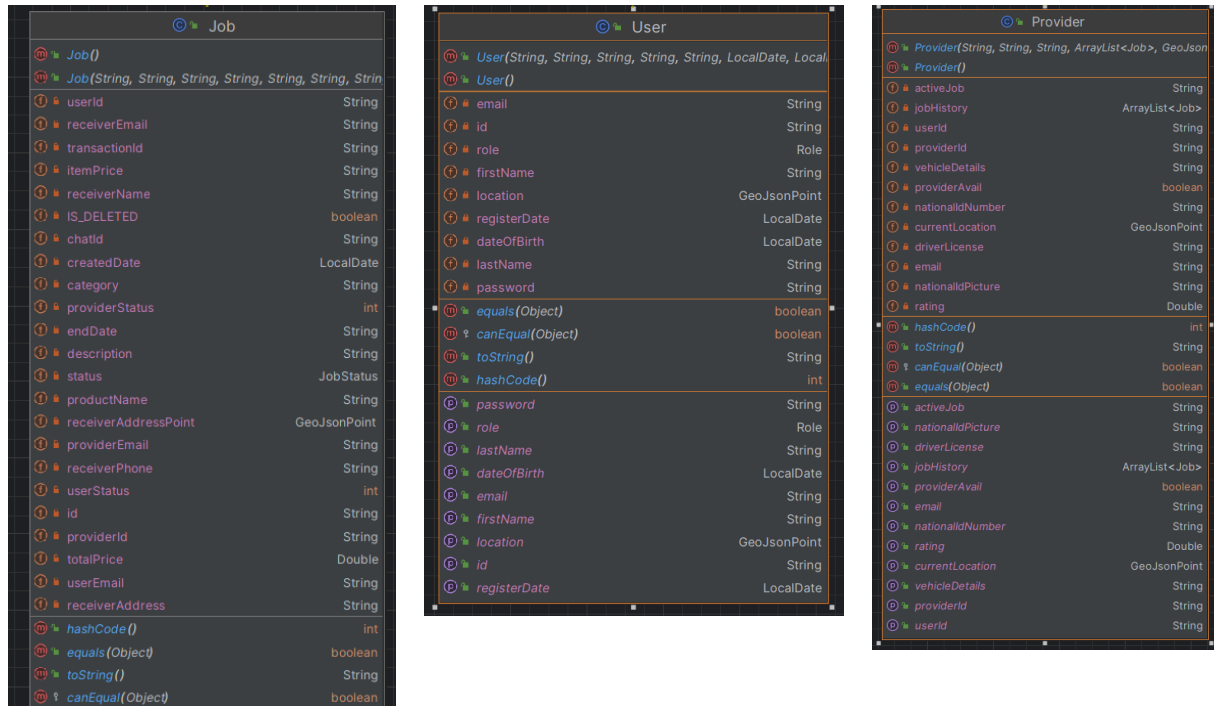 Job
Job()
Job(String, String, String, String, String, String, Strin
userId String
receiverEmail String
transactionId String
itemPrice String
receiverName String
IS_DELETED boolean
chatId String
createdDate LocalDate
category String
providerStatus int
endDate String
description String
status JobStatus
productName String
receiverAddressPoint GeoJsonPoint
providerEmail String
receiverPhone String
userStatus int
id String
providerId String
totalPrice Double
userEmail String
receiverAddress String
hashCode() int
equals(Object) boolean
toString() String
canEqual(Object) boolean
User
User(String, String, String, String, String, LocalDate, Local
User()
email String
id String
role Role
firstName String
location GeoJsonPoint
registerDate LocalDate
dateOfBirth LocalDate
lastName String
password String
equals(Object) boolean
canEqual(Object) boolean
toString() String
hashCode() int
password String
role Role
lastName String
dateOfBirth LocalDate
email String
firstName String
location GeoJsonPoint
id String
registerDate LocalDate
Provider
Provider(String, String, String, ArrayList<Job>, GeoJson
Provider()
activeJob String
jobHistory ArrayList<Job>
userId String
providerId String
vehicleDetails String
providerAvail boolean
nationalIdNumber String
currentLocation GeoJsonPoint
driverLicense String
email String
nationalIdPicture String
rating Double
hashCode() int
toString() String
canEqual(Object) boolean
equals(Object) boolean
activeJob String
nationalIdPicture String
driverLicense String
jobHistory ArrayList<Job>
providerAvail boolean
email String
nationalIdNumber String
rating Double
currentLocation GeoJsonPoint
vehicleDetails String
providerId String
userId String